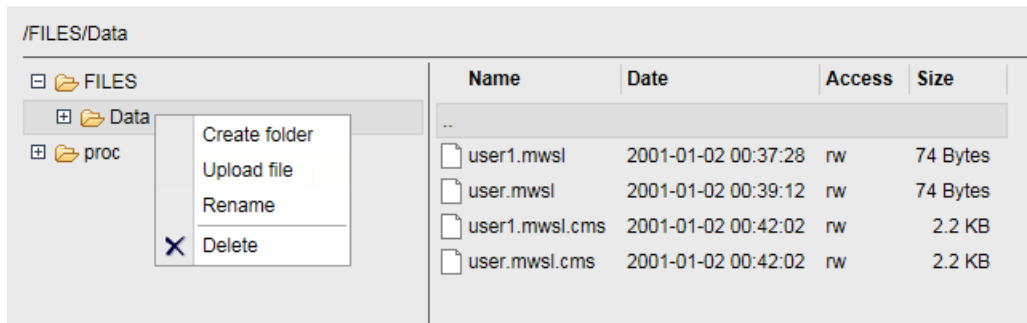 /FILES/Data
FILES
Data
proc
Create folder
Upload file
Rename
Delete
Name Date Access Size
..
user1.mwsl 2001-01-02 00:37:28 rw 74 Bytes
user.mwsl 2001-01-02 00:39:12 rw 74 Bytes
user1.mwsl.cms 2001-01-02 00:42:02 rw 2.2 KB
user.mwsl.cms 2001-01-02 00:42:02 rw 2.2 KB